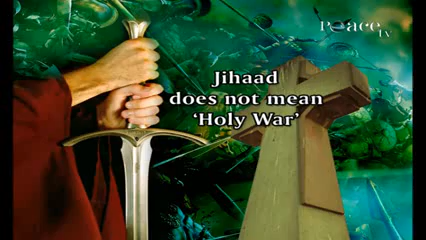 Peace
TV
Jihaad
does not mean
‘Holy War’